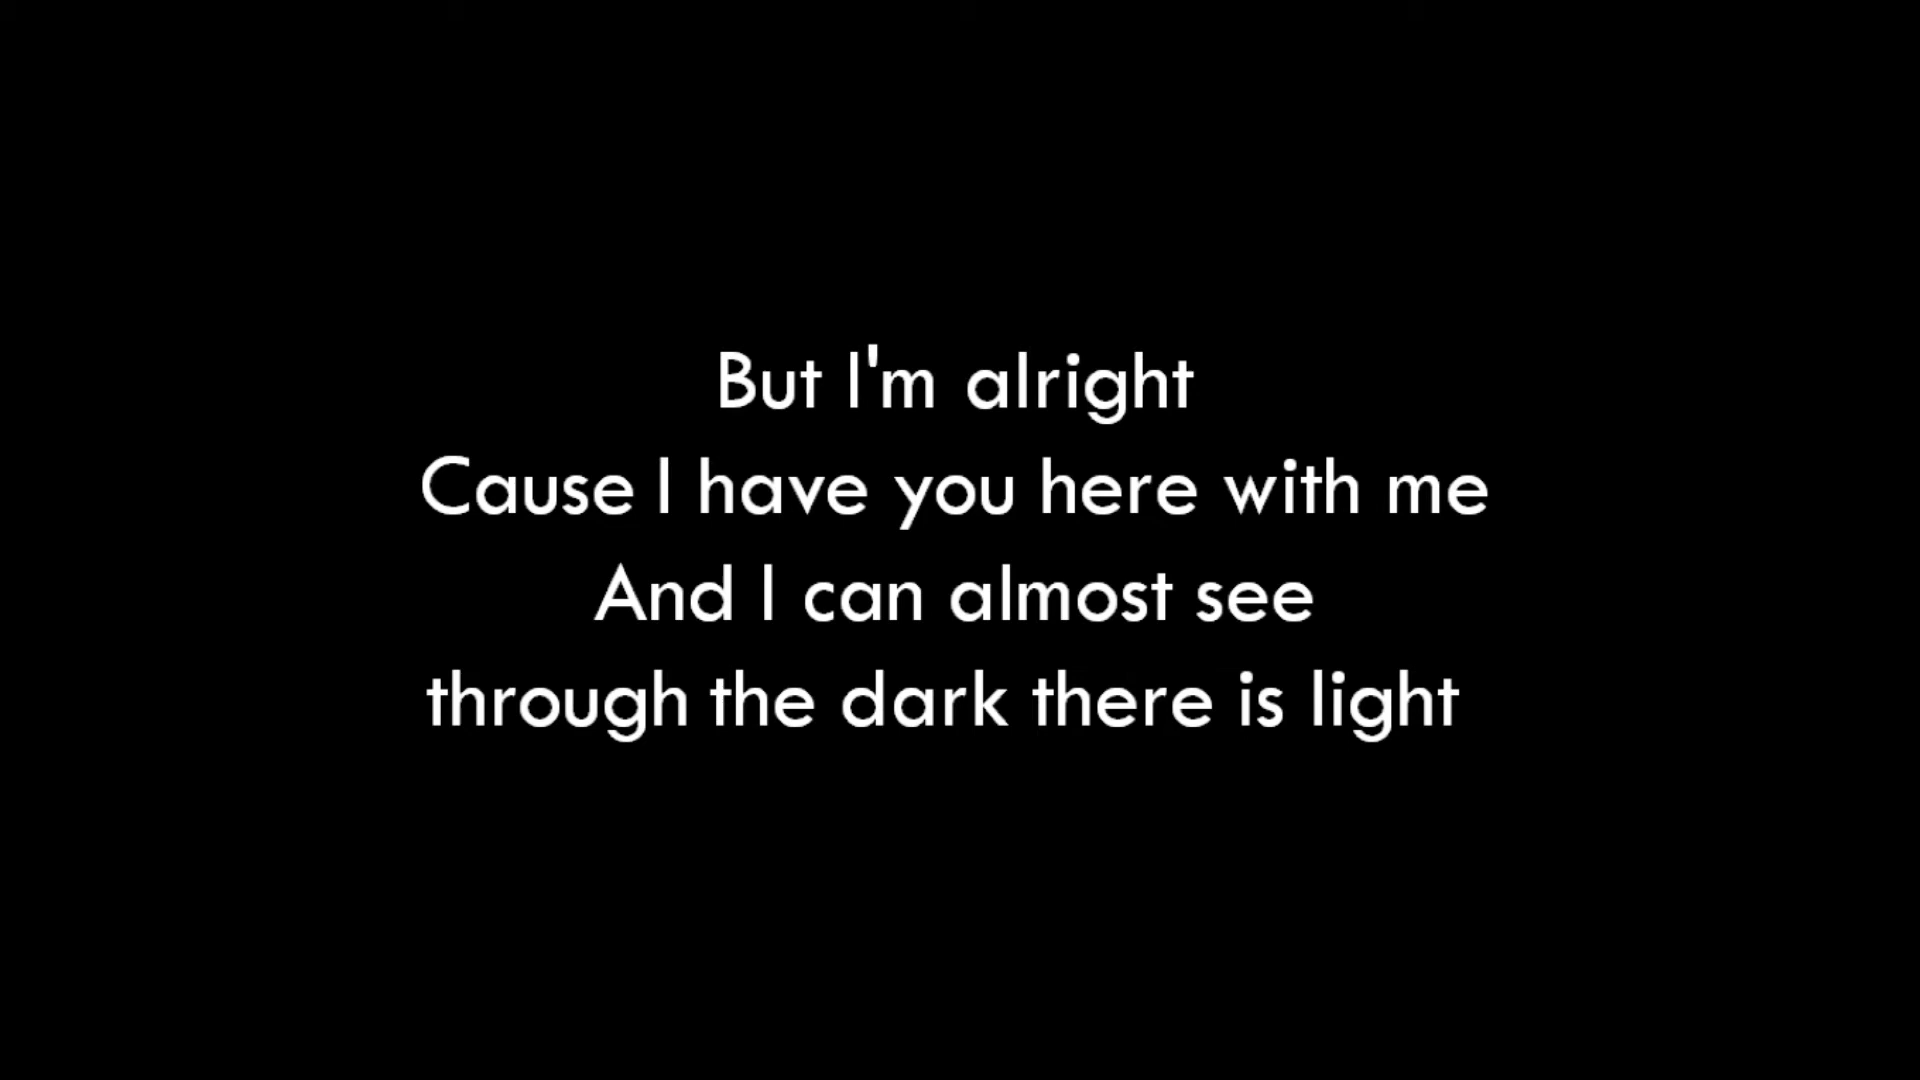 But I'm alright
Cause I have you here with me
And I can almost see
through the dark there is light